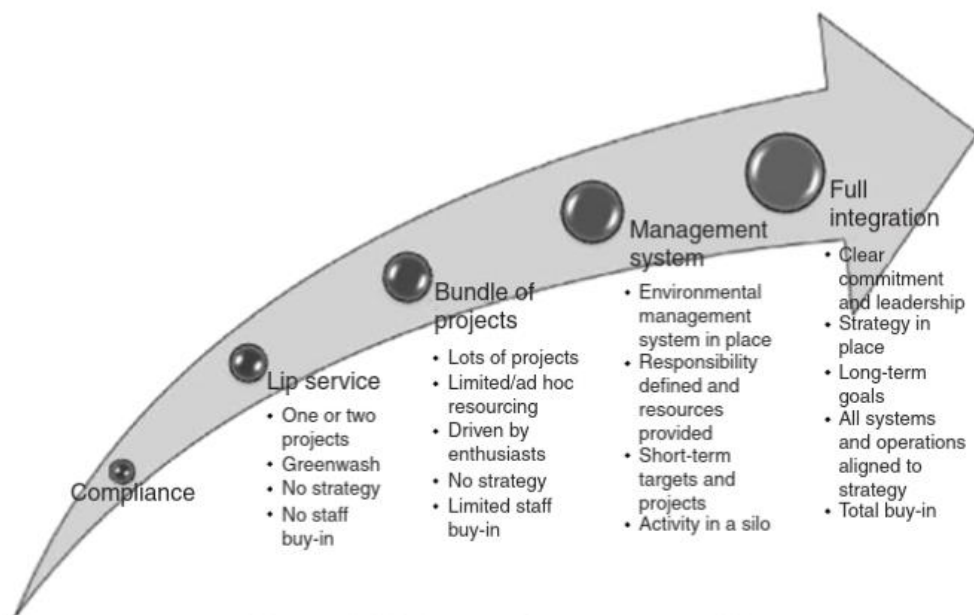 Compliance
Lip service
• One or two
projects
• Greenwash
• No strategy
• No staff
buy-in
Bundle of
projects
• Lots of projects
• Limited/ad hoc
resourcing
• Driven by
enthusiasts
• No strategy
• Limited staff
buy-in
Management
system
• Environmental
management
system in place
• Responsibility
defined and
resources
provided
• Short-term
targets and
projects
• Activity in a silo
Full
integration
• Clear
commitment
and leadership
• Strategy in
place
• Long-term
goals
• All systems
and operations
aligned to
strategy
• Total buy-in